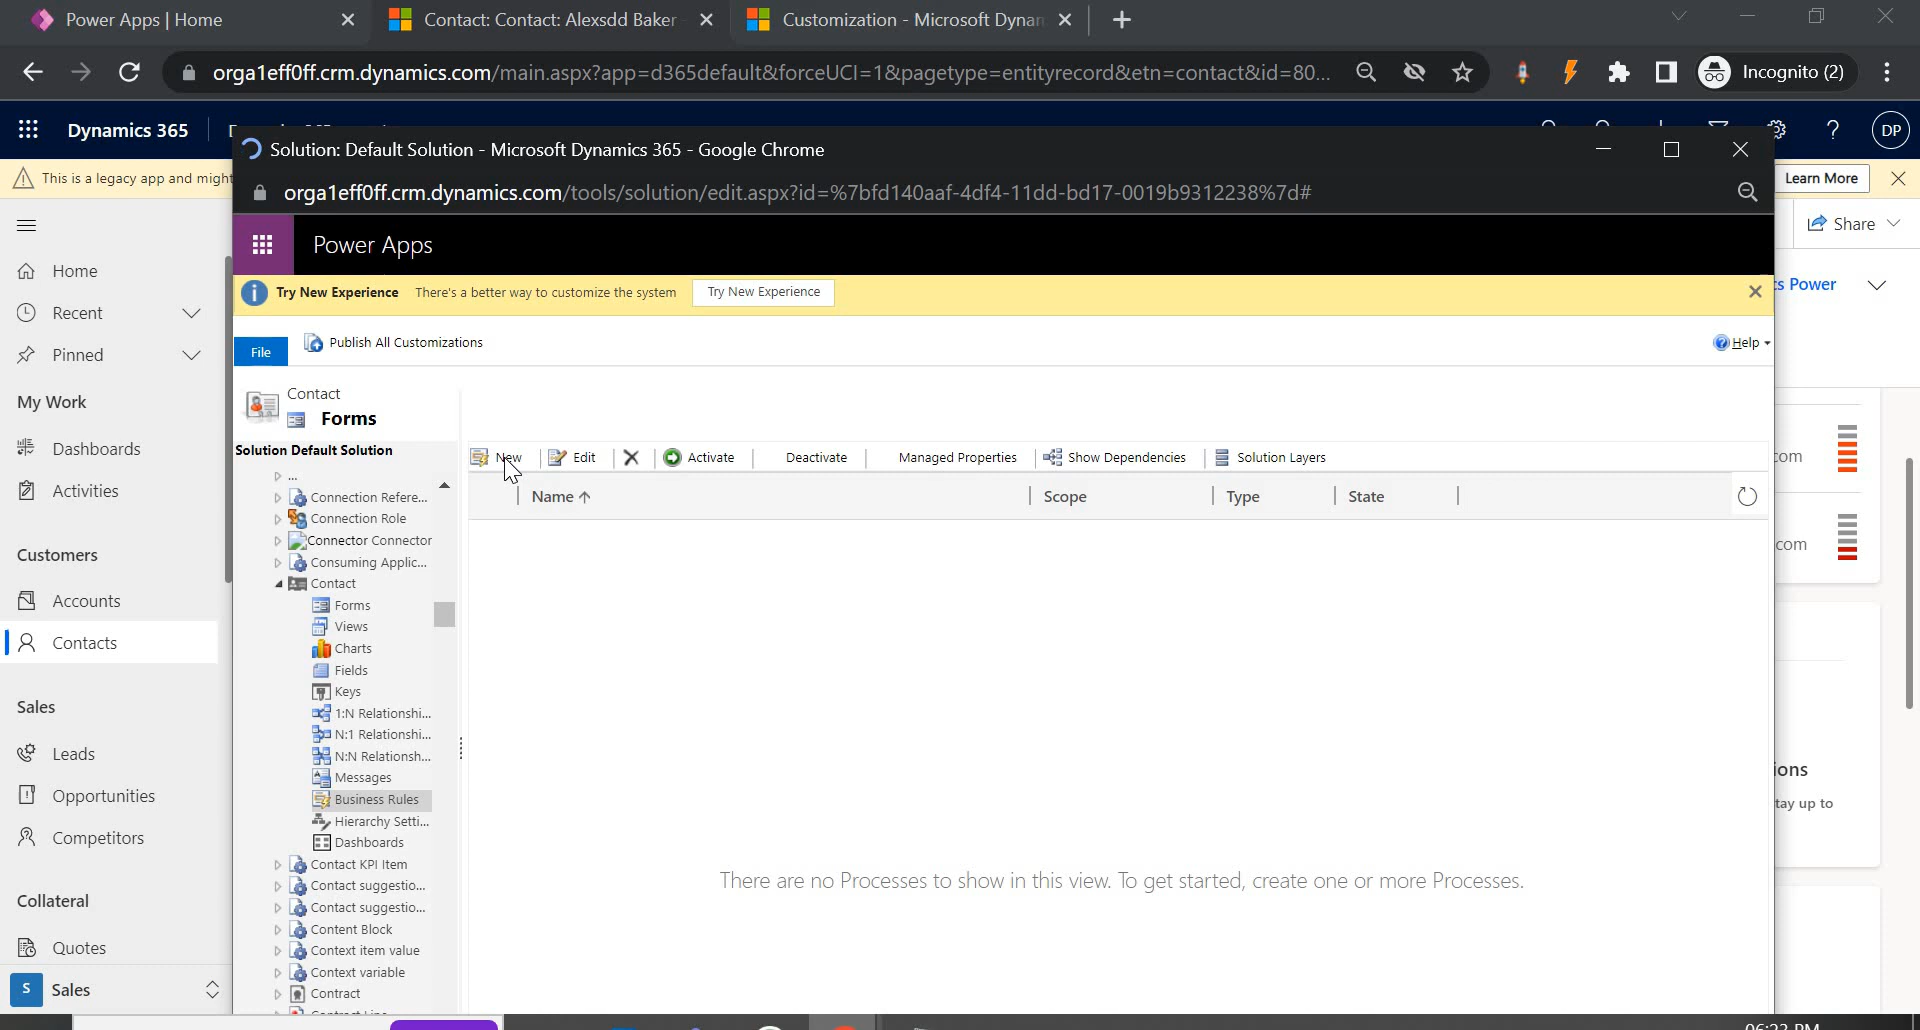 Power Apps | Home
Contact: Contact: Alexsdd Baker
Customization - Microsoft Dynan
orga1eff0ff.crm.dynamics.com/main.aspx?app=d365default&forceUCI=1&pagetype=entityrecord&etn=contact&id=80...
Incognito (2)
Dynamics 365
DP
Solution: Default Solution - Microsoft Dynamics 365 - Google Chrome
This is a legacy app and might
Learn More
orga1eff0ff.crm.dynamics.com/tools/solution/edit.aspx?id=%7bfd140aaf-4df4-11dd-bd17-0019b9312238%7d#
Share
Power Apps
Home
Recent
Pinned
My Work
Dashboards
Activities
Customers
Accounts
Contacts
Sales
Leads
Opportunities
Competitors
Collateral
Quotes
S Sales
Try New Experience There's a better way to customize the system Try New Experience
File
Publish All Customizations
Help
Contact
Forms
Solution Default Solution
...
Connection Refere...
Connection Role
Connector Connector
Consuming Applic...
Contact
Forms
Views
Charts
Fields
Keys
1:N Relationshi...
N:1 Relationshi...
N:N Relationsh...
Messages
Business Rules
Hierarchy Setti...
Dashboards
Contact KPI Item
Contact suggestio...
Contact suggestio...
Content Block
Context item value
Context variable
Contract
New Edit Activate Deactivate Managed Properties Show Dependencies Solution Layers
Name Scope Type State
There are no Processes to show in this view. To get started, create one or more Processes.
cs Power
com
com
ions
tay up to
06:23 PM